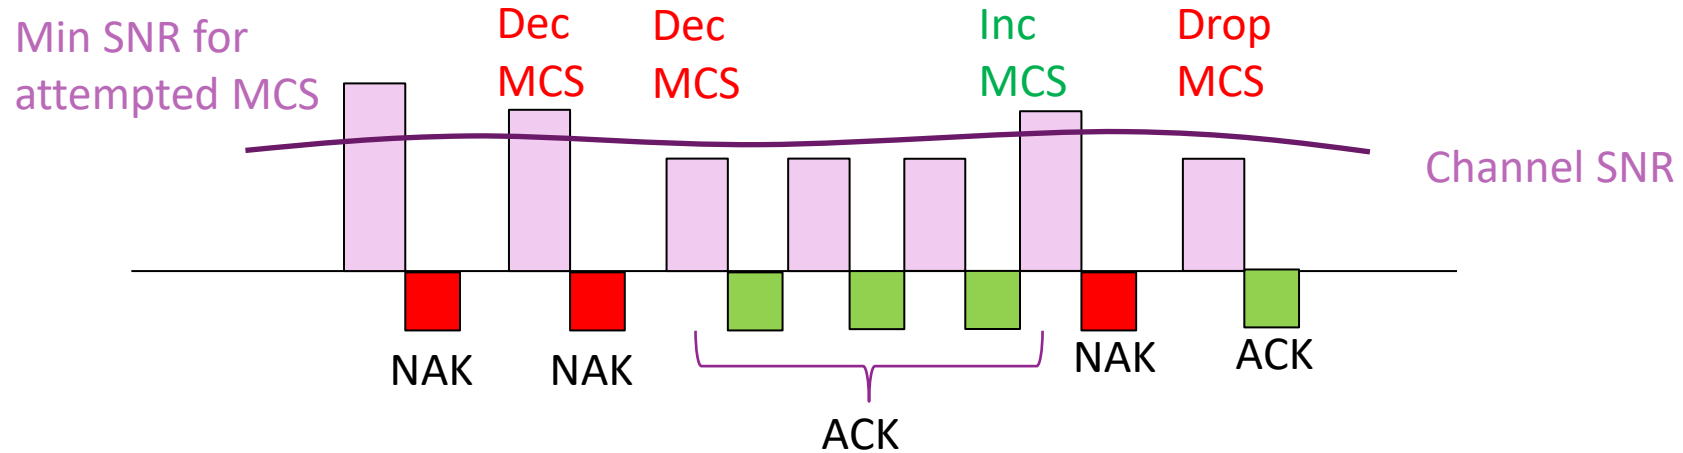 Min SNR for
attempted MCS
Dec
MCS
Dec
MCS
Inc
MCS
Drop
MCS
Channel SNR
NAK
NAK
ACK
NAK
ACK